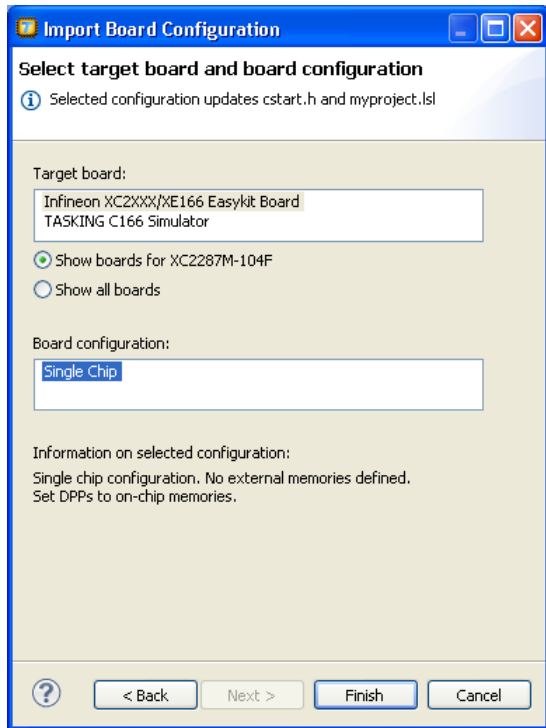 Import Board Configuration
Select target board and board configuration
Selected configuration updates cstart.h and myproject.lsl
Target board:
Infineon XC2XXX/XE166 Easykit Board
TASKING C166 Simulator
Show boards for XC2287M-104F
Show all boards
Board configuration:
Single Chip
Information on selected configuration:
Single chip configuration. No external memories defined.
Set DPPs to on-chip memories.
? < Back Next > Finish Cancel